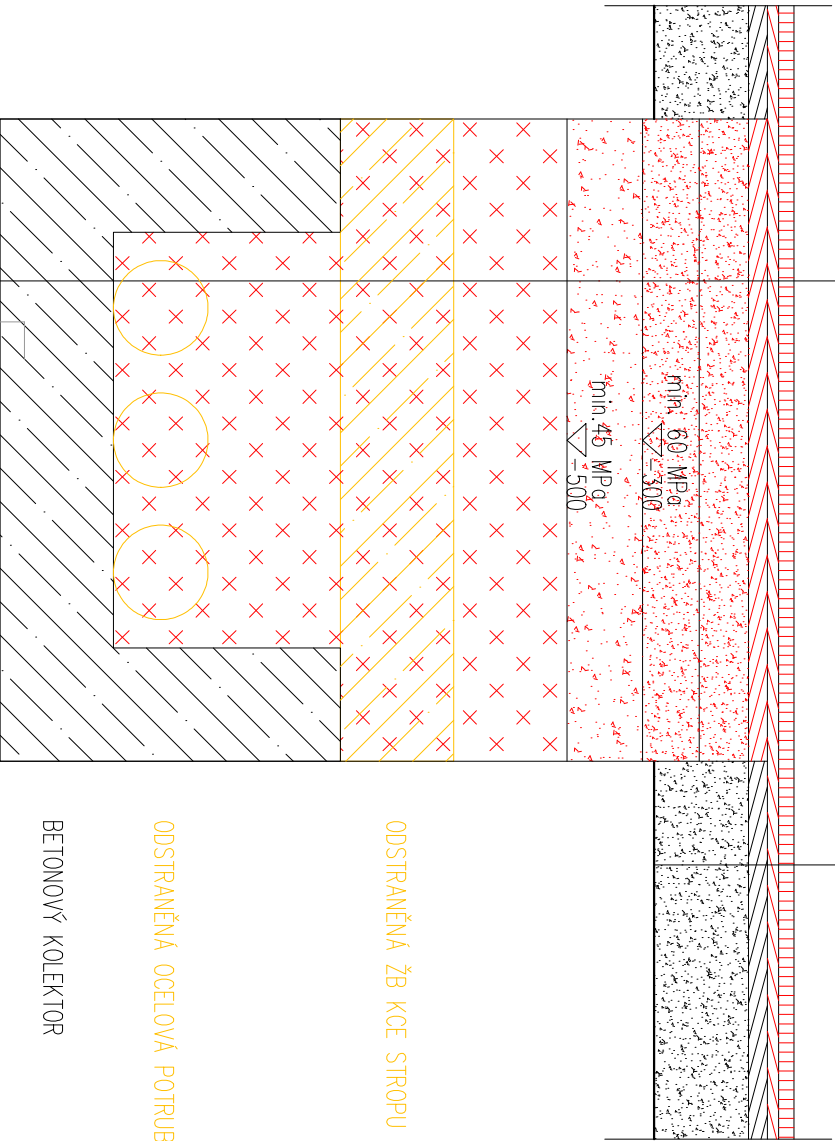 min. 60 MPa
-300
min.45 MPa
-500
ODSTRANĚNÁ ŽB KCE STROPU
ODSTRANĚNÁ OCELOVÁ POTRUB
BETONOVÝ KOLEKTOR